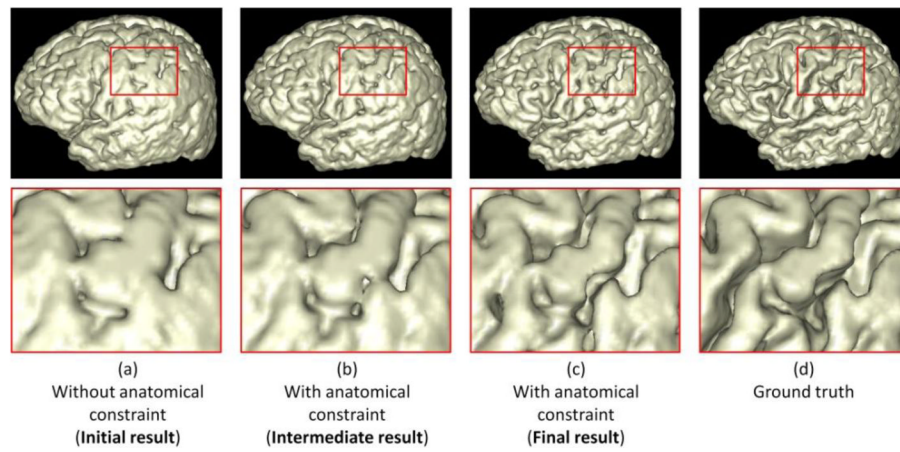 (a)
Without anatomical
constraint
(Initial result)
(b)
With anatomical
constraint
(Intermediate result)
(c)
With anatomical
constraint
(Final result)
(d)
Ground truth